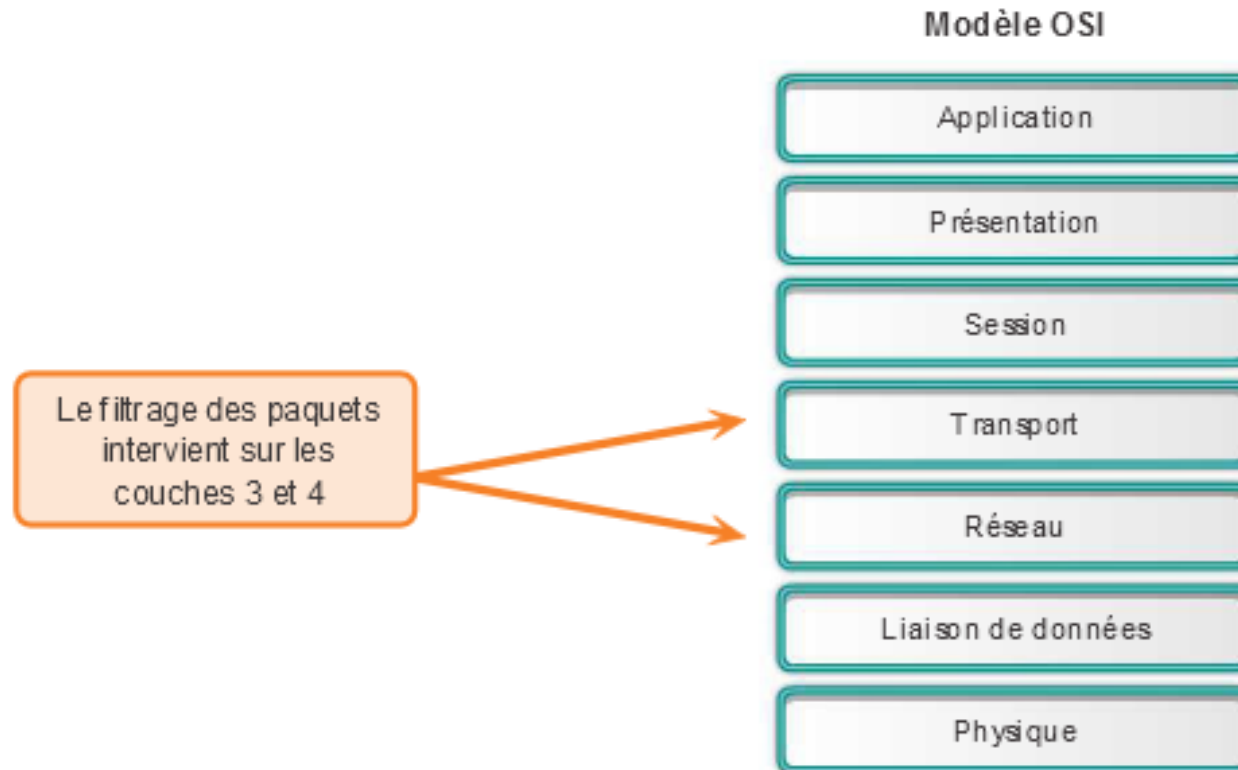 Modèle OSI
Application
Présentation
Session
Le filtrage des paquets
intervient sur les
couches 3 et 4
Transport
Réseau
Liaison de données
Physique